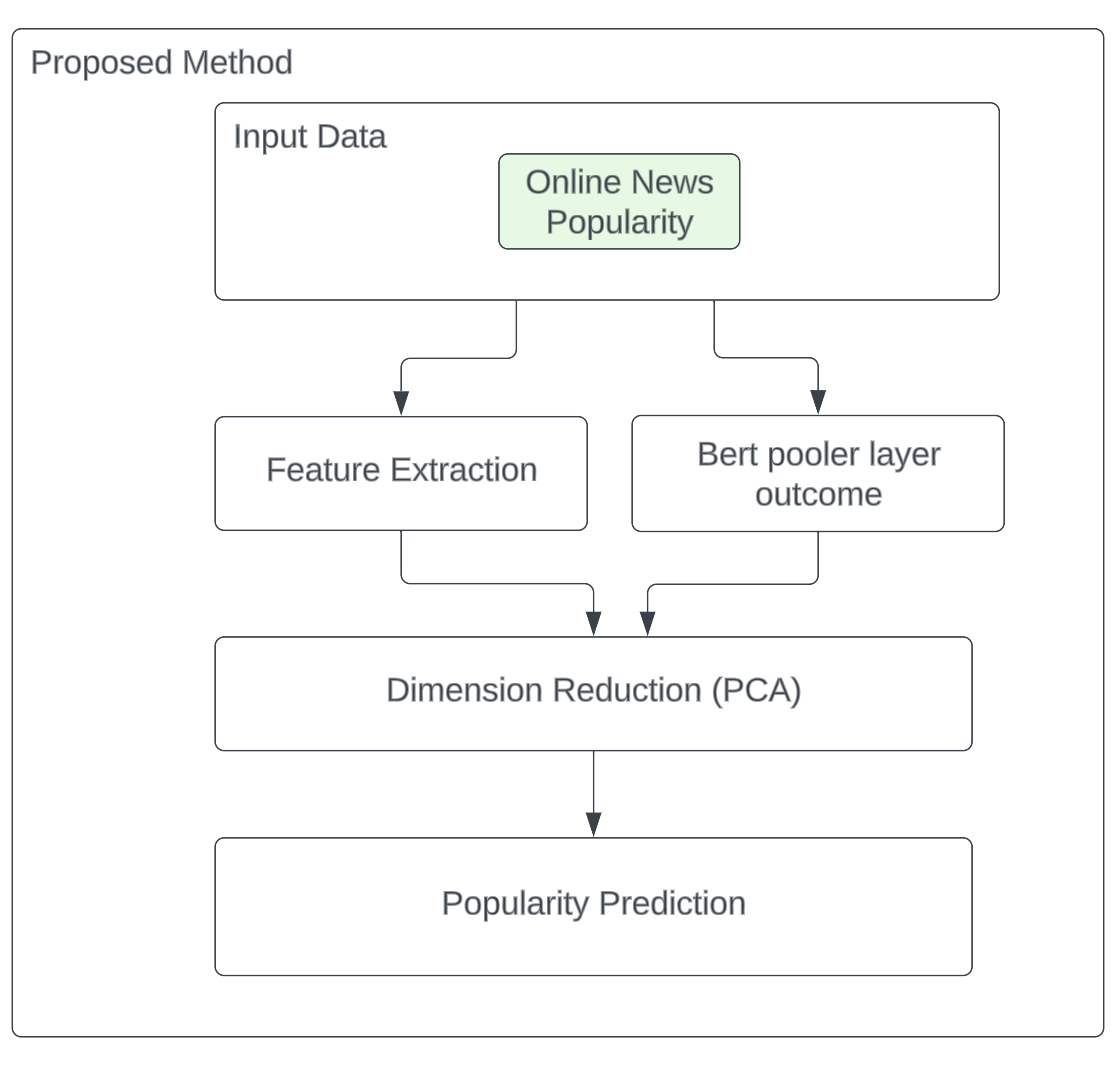 Proposed Method
Input Data
Online News
Popularity
Feature Extraction
Bert pooler layer
outcome
Dimension Reduction (PCA)
Popularity Prediction